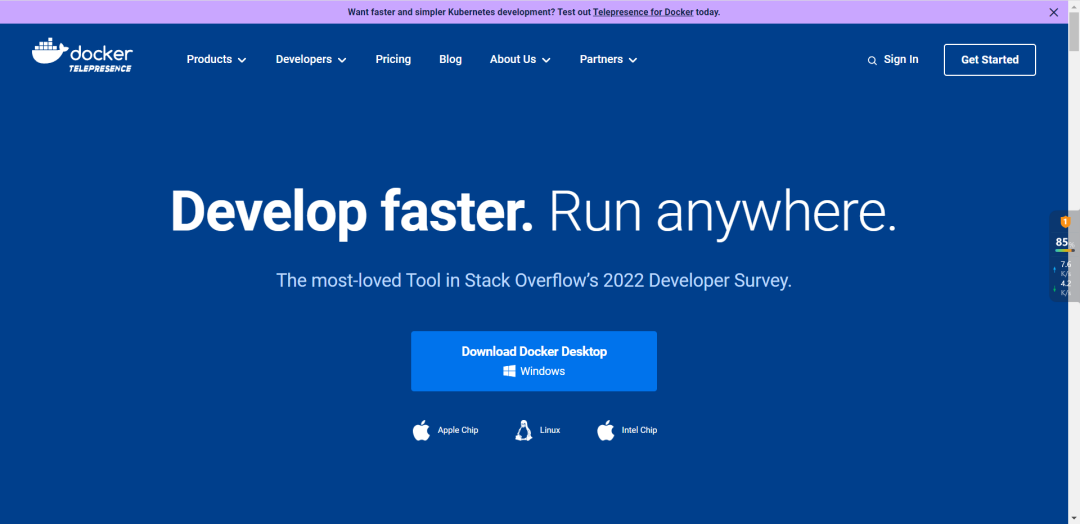 Want faster and simpler Kubernetes development? Test out Telepresence for Docker today.
docker
TELEPRESENCE
Products
Developers
Pricing
Blog
About Us
Partners
Sign In
Get Started
Develop faster. Run anywhere.
The most-loved Tool in Stack Overflow’s 2022 Developer Survey.
Download Docker Desktop
Windows
Apple Chip
Linux
Intel Chip
1
85%
7.6
K/s
4.2
K/s